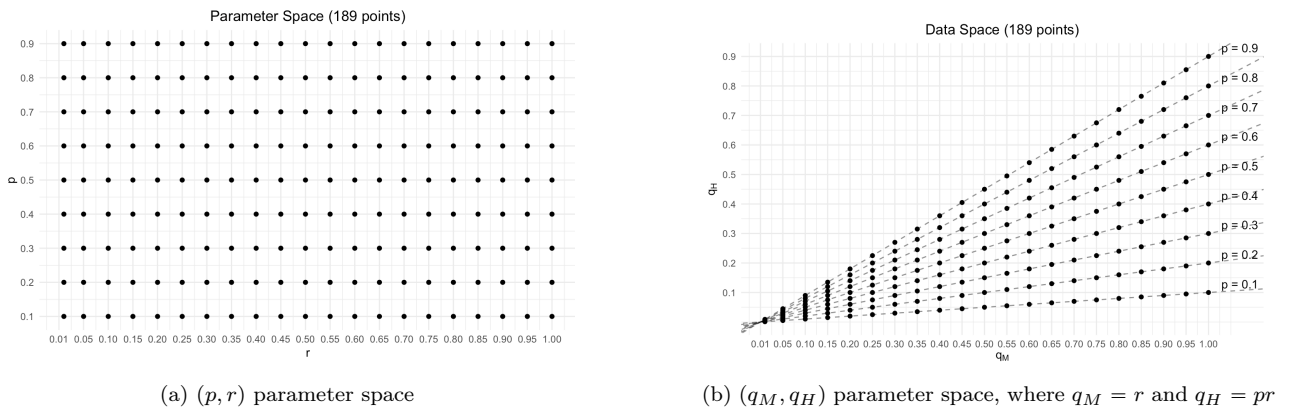 Parameter Space (189 points)
p
0.9
0.8
0.7
0.6
0.5
0.4
0.3
0.2
0.1
0.01 0.05 0.10 0.15 0.20 0.25 0.30 0.35 0.40 0.45 0.50 0.55 0.60 0.65 0.70 0.75 0.80 0.85 0.90 0.95 1.00
r
(a) (p, r) parameter space
Data Space (189 points)
q_H
0.9
0.8
0.7
0.6
0.5
0.4
0.3
0.2
0.1
p = 0.9
p = 0.8
p = 0.7
p = 0.6
p = 0.5
p = 0.4
p = 0.3
p = 0.2
p = 0.1
0.01 0.05 0.10 0.15 0.20 0.25 0.30 0.35 0.40 0.45 0.50 0.55 0.60 0.65 0.70 0.75 0.80 0.85 0.90 0.95 1.00
q_M
(b) (q_M, q_H) parameter space, where q_M = r and q_H = pr